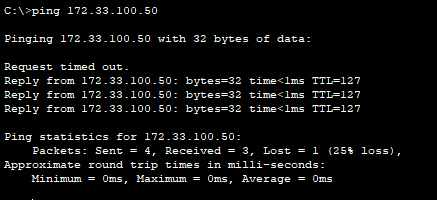 C:\>ping 172.33.100.50
Pinging 172.33.100.50 with 32 bytes of data:
Request timed out.
Reply from 172.33.100.50: bytes=32 time<1ms TTL=127
Reply from 172.33.100.50: bytes=32 time<1ms TTL=127
Reply from 172.33.100.50: bytes=32 time<1ms TTL=127
Ping statistics for 172.33.100.50:
Packets: Sent = 4, Received = 3, Lost = 1 (25% loss),
Approximate round trip times in milli-seconds:
Minimum = 0ms, Maximum = 0ms, Average = 0ms